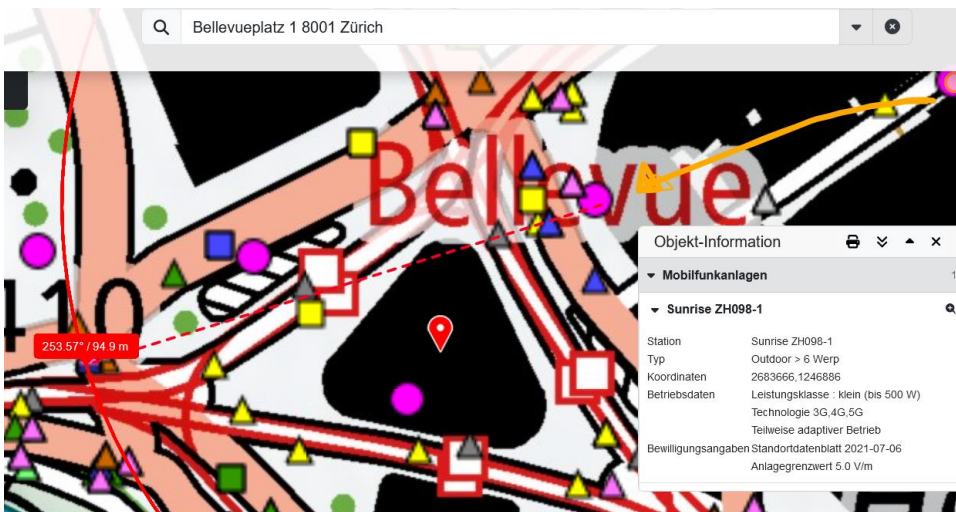 Bellevueplatz 1 8001 Zürich
Bellevue
410
253.57° / 94.9 m
Objekt-Information
Mobilfunkanlagen 1
Sunrise ZH098-1
Station Sunrise ZH098-1
Typ Outdoor > 6 Werp
Koordinaten 2683666,1246886
Betriebsdaten Leistungsklasse : klein (bis 500 W)
Technologie 3G,4G,5G
Teilweise adaptiver Betrieb
Bewilligungsangaben Standortdatenblatt 2021-07-06
Anlagegrenzwert 5.0 V/m